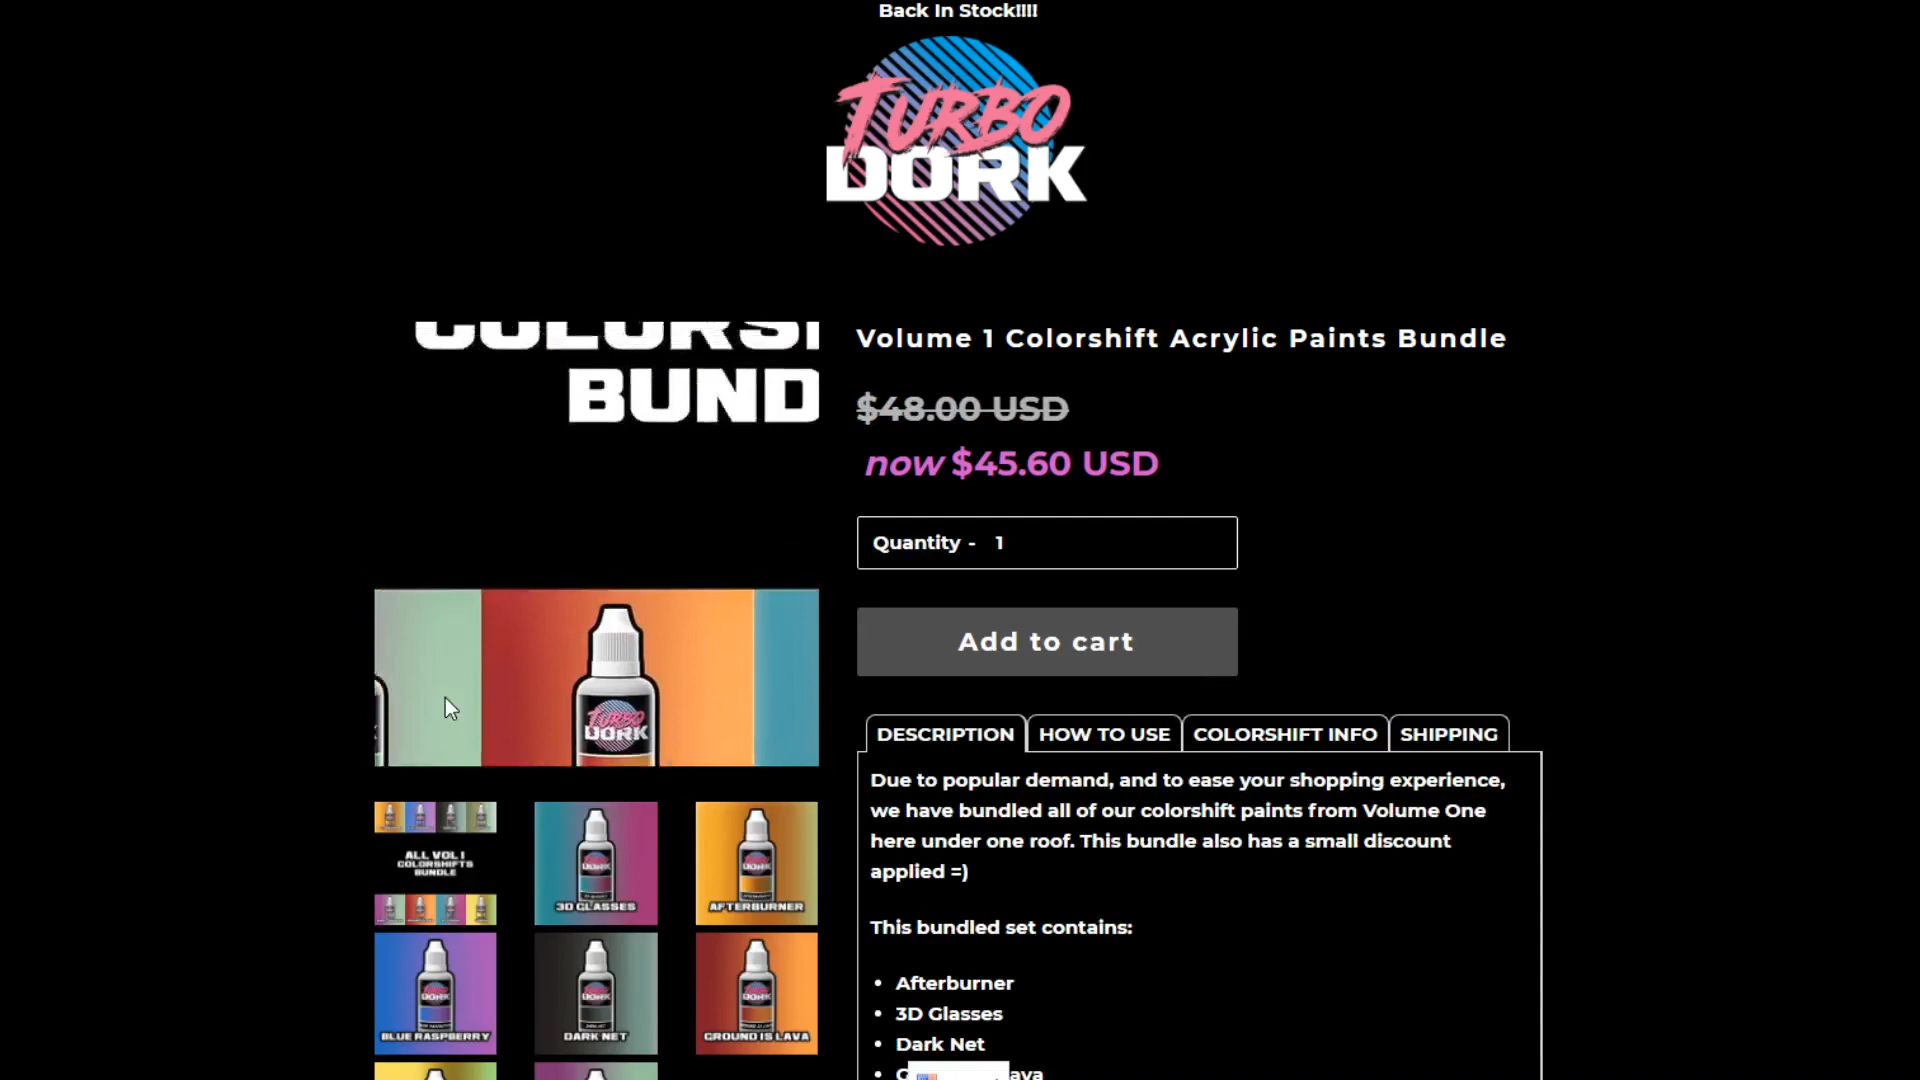 Back In Stock!!!!
TURBO
DORK
BUND
Volume 1 Colorshift Acrylic Paints Bundle
$48.00 USD
now $45.60 USD
Quantity - 1
Add to cart
TURBO
DORK
DESCRIPTION HOW TO USE COLORSHIFT INFO SHIPPING
Due to popular demand, and to ease your shopping experience,
we have bundled all of our colorshift paints from Volume One
here under one roof. This bundle also has a small discount
applied =)
This bundled set contains:
• Afterburner
• 3D Glasses
• Dark Net
ALL VOL 1
COLORSHIFTS
BUNDLE
3D GLASSES
AFTERBURNER
BLUE RASPBERRY
DARK NET
GROUND IS LAVA